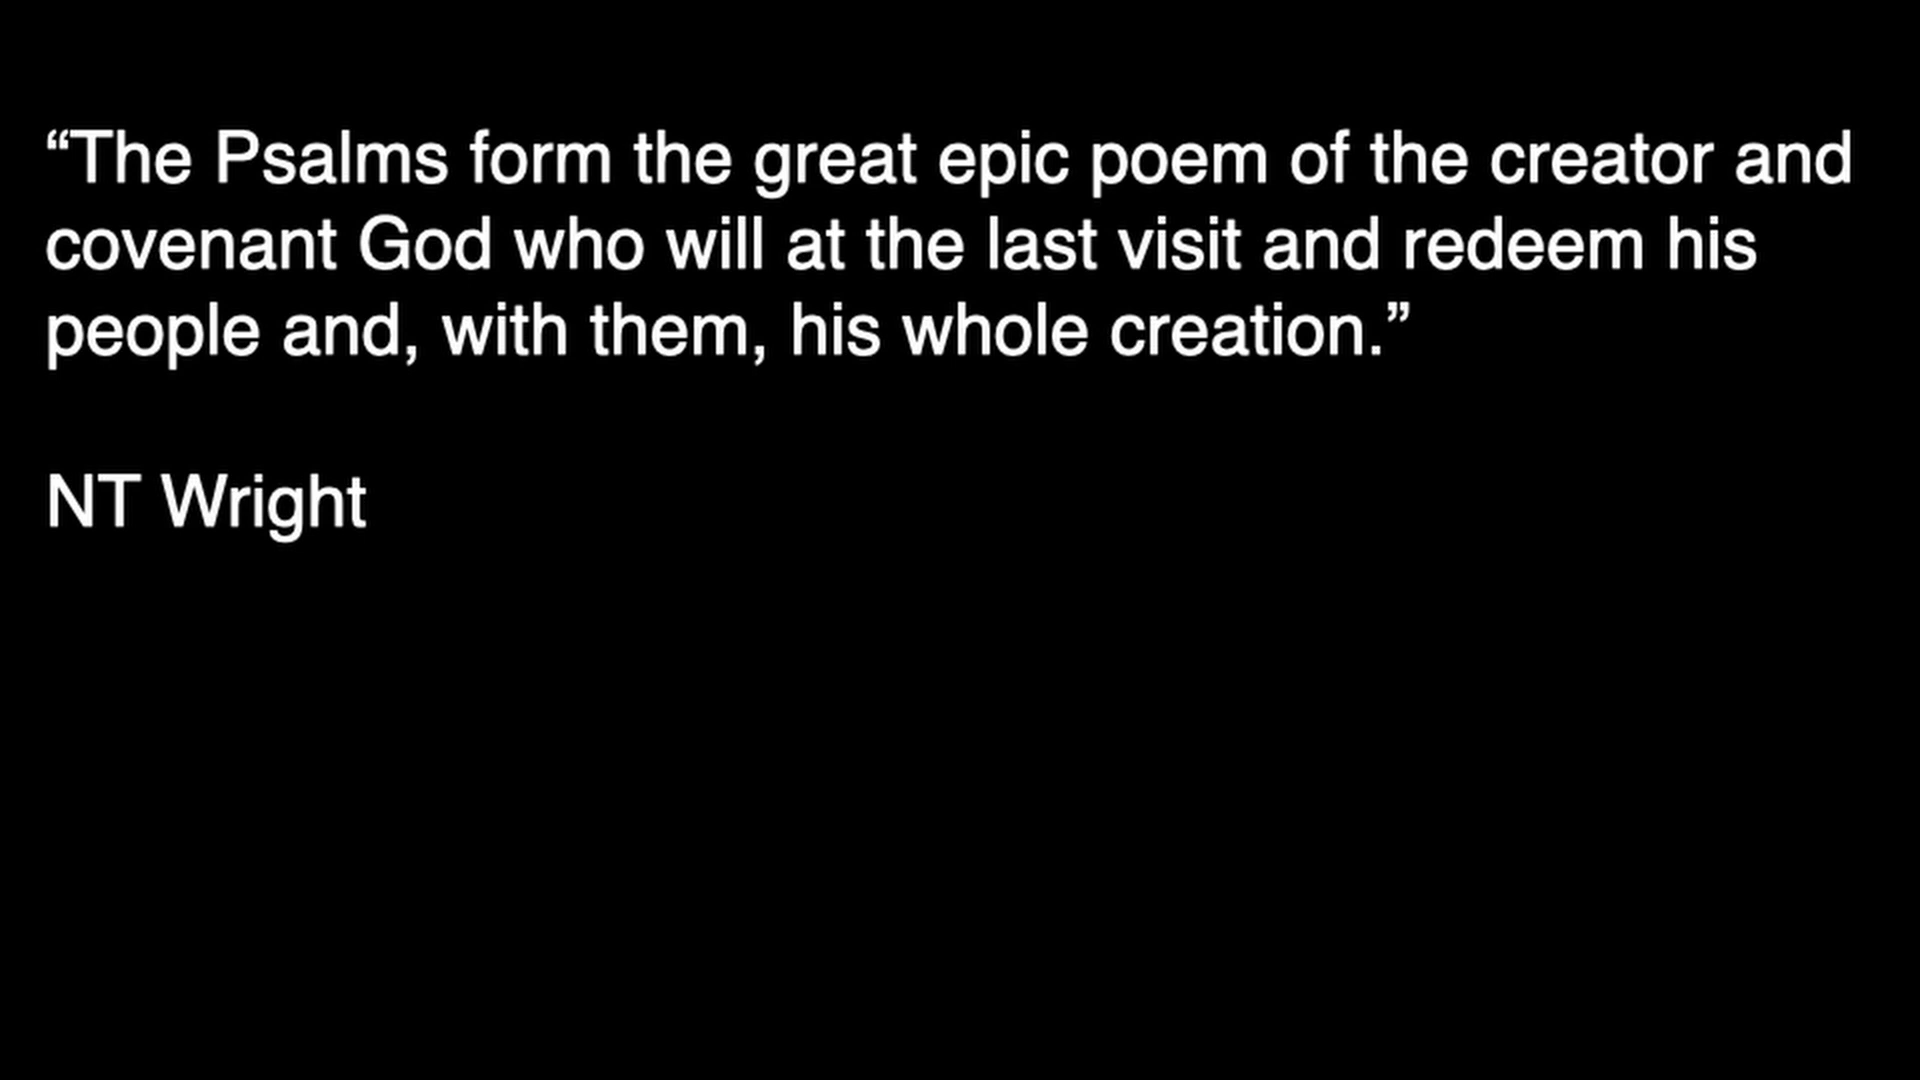 “The Psalms form the great epic poem of the creator and
covenant God who will at the last visit and redeem his
people and, with them, his whole creation.”
NT Wright